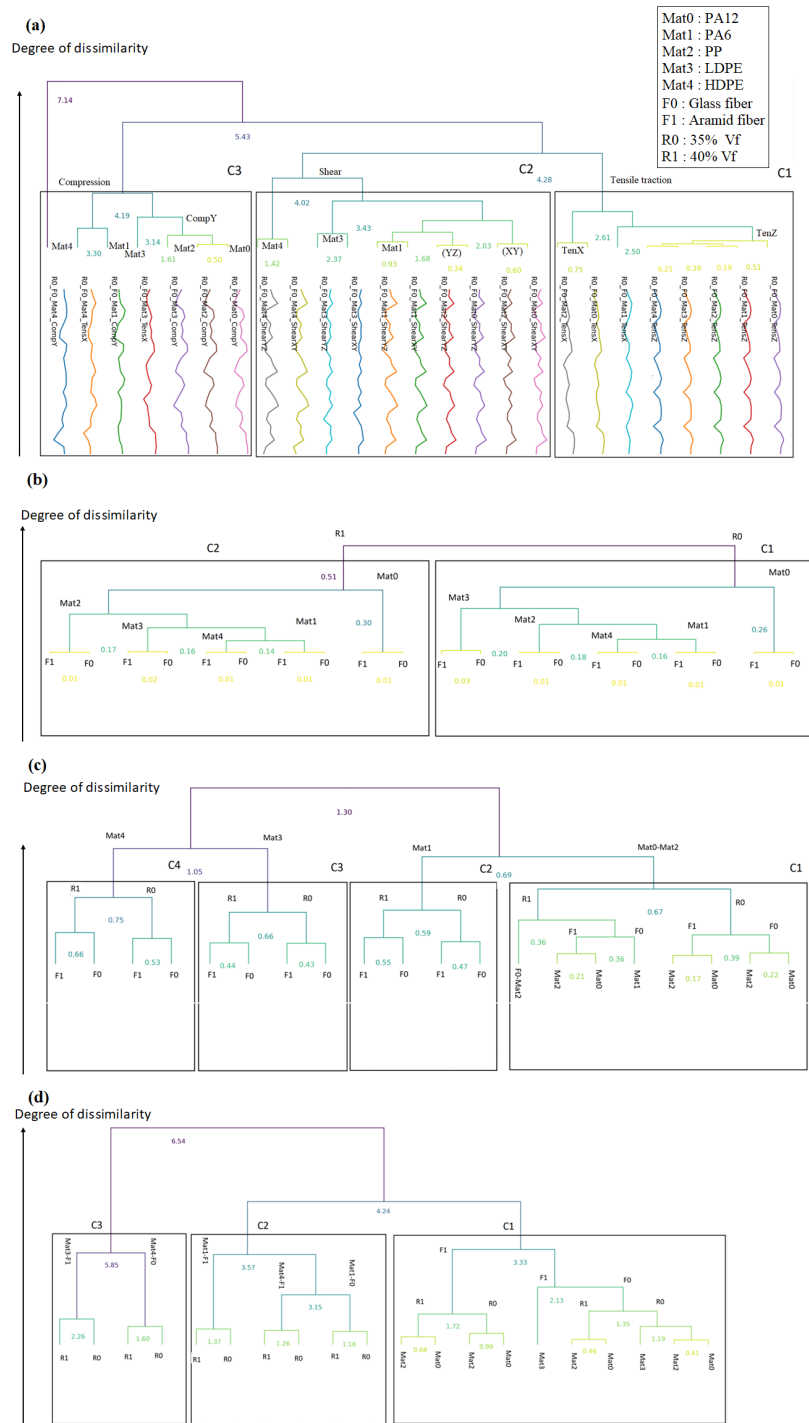 (a)
Degree of dissimilarity
Mat0 : PA12
Mat1 : PA6
Mat2 : PP
Mat3 : LDPE
Mat4 : HDPE
F0 : Glass fiber
F1 : Aramid fiber
R0 : 35% Vf
R1 : 40% Vf
7.14
5.43
C3
C2
C1
Compression
Shear
4.28
Tensile traction
4.19
CompY
4.02
Mat3
3.43
2.61
TenZ
Mat4
3.30
Mat1
Mat3
3.14
Mat2
1.61
0.50
Mat0
Mat4
1.42
2.37
Mat1
0.93
1.68
(YZ)
0.34
2.03
(XY)
0.60
TenX
0.75
2.50
0.21
0.39
0.19
0.51
R0_F0_Mat4_CompY
R0_F0_Mat4_TensX
R0_F0_Mat1_CompY
R0_F0_Mat3_TensX
R0_F0_Mat3_CompY
R0_F0_Mat2_CompY
R0_F0_Mat0_CompY
R0_F0_Mat4_ShearYZ
R0_F0_Mat4_ShearXY
R0_F0_Mat3_ShearYZ
R0_F0_Mat3_ShearXY
R0_F0_Mat1_ShearYZ
R0_F0_Mat1_ShearXY
R0_F0_Mat2_ShearYZ
R0_F0_Mat0_ShearYZ
R0_F0_Mat2_ShearXY
R0_F0_Mat0_ShearXY
R0_F0_Mat2_TensX
R0_F0_Mat0_TensX
R0_F0_Mat1_TensX
R0_F0_Mat4_TensZ
R0_F0_Mat3_TensZ
R0_F0_Mat2_TensZ
R0_F0_Mat1_TensZ
R0_F0_Mat0_TensZ
(b)
Degree of dissimilarity
R1
R0
C2
C1
0.51
Mat0
Mat0
Mat2
Mat3
Mat3
Mat2
Mat4
Mat1
0.30
Mat4
Mat1
0.26
0.17
0.16
0.14
0.20
0.18
0.16
F1 F0 F1 F0 F1 F0 F1 F0 F1 F0
F1 F0 F1 F0 F1 F0 F1 F0 F1 F0
0.01 0.02 0.01 0.01 0.01
0.03 0.01 0.01 0.01 0.01
(c)
Degree of dissimilarity
1.30
Mat4
Mat3
Mat1
Mat0-Mat2
C4
1.05
C3
C2
0.69
C1
R1
R0
R1
R0
R1
R0
R1
R0
0.75
0.66
0.59
0.67
0.66
0.53
0.44
0.43
0.55
0.47
0.36
F1
0.21
F0
0.36
F1
0.17
0.39
F0
0.22
F1 F0 F1 F0
F1 F0 F1 F0
F1 F0 F1 F0
F0-Mat2
Mat2
Mat0
Mat1
Mat2
Mat0
Mat2
Mat0
(d)
Degree of dissimilarity
6.54
4.24
C3
C2
C1
Mat3-F1
5.85
Mat4-F0
Mat1-F1
3.57
Mat4-F1
3.15
Mat1-F0
F1
3.33
F1
2.13
F0
R1
1.72
R0
R1
1.35
R0
2.26
1.60
1.37
1.26
1.16
0.68
0.99
0.46
1.19
0.41
R1 R0 R1 R0
R1 R0 R1 R0 R1 R0
Mat2
Mat0
Mat2
Mat0
Mat3
Mat2
Mat0
Mat3
Mat2
Mat0